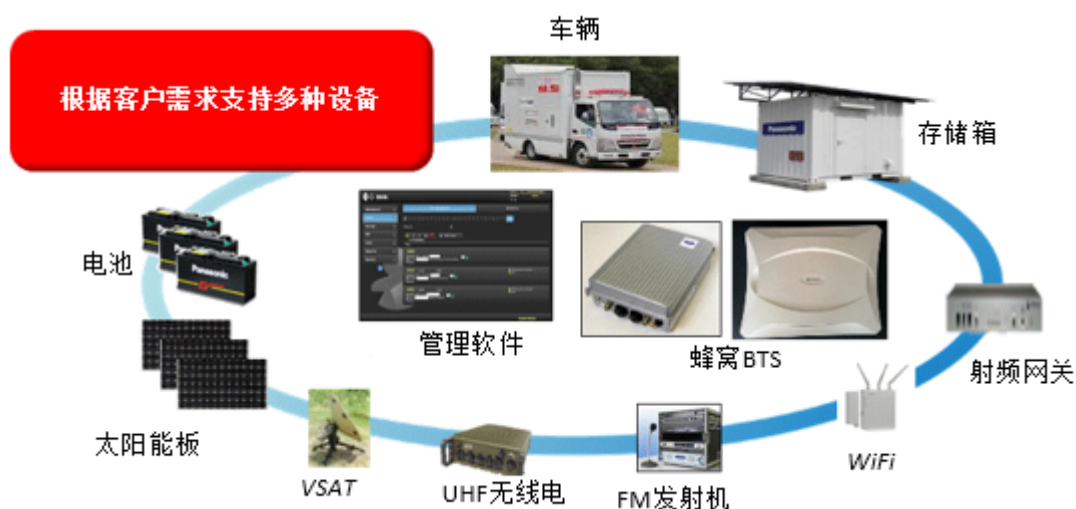 车辆
根据客户需求支持多种设备
Panasonic
存储箱
电池
Panasonic
管理软件
蜂窝BTS
射频网关
太阳能板
VSAT
UHF无线电
FM发射机
WiFi